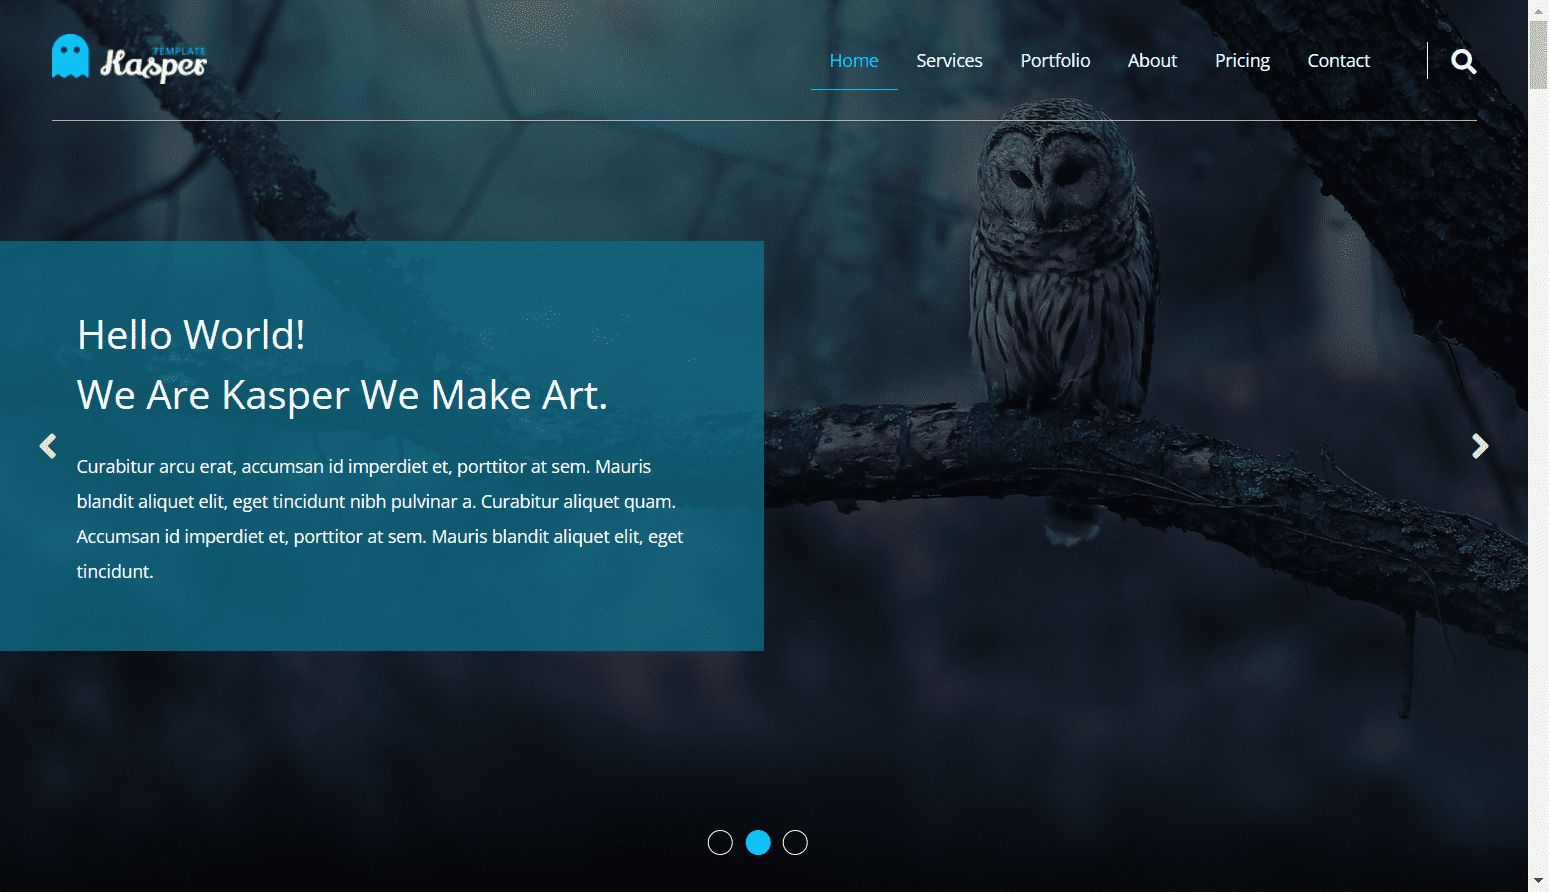 TEMPLATE
Kasper
Home Services Portfolio About Pricing Contact
Hello World!
We Are Kasper We Make Art.
Curabitur arcu erat, accumsan id imperdiet et, porttitor at sem. Mauris
blandit aliquet elit, eget tincidunt nibh pulvinar a. Curabitur aliquet quam.
Accumsan id imperdiet et, porttitor at sem. Mauris blandit aliquet elit, eget
tincidunt.